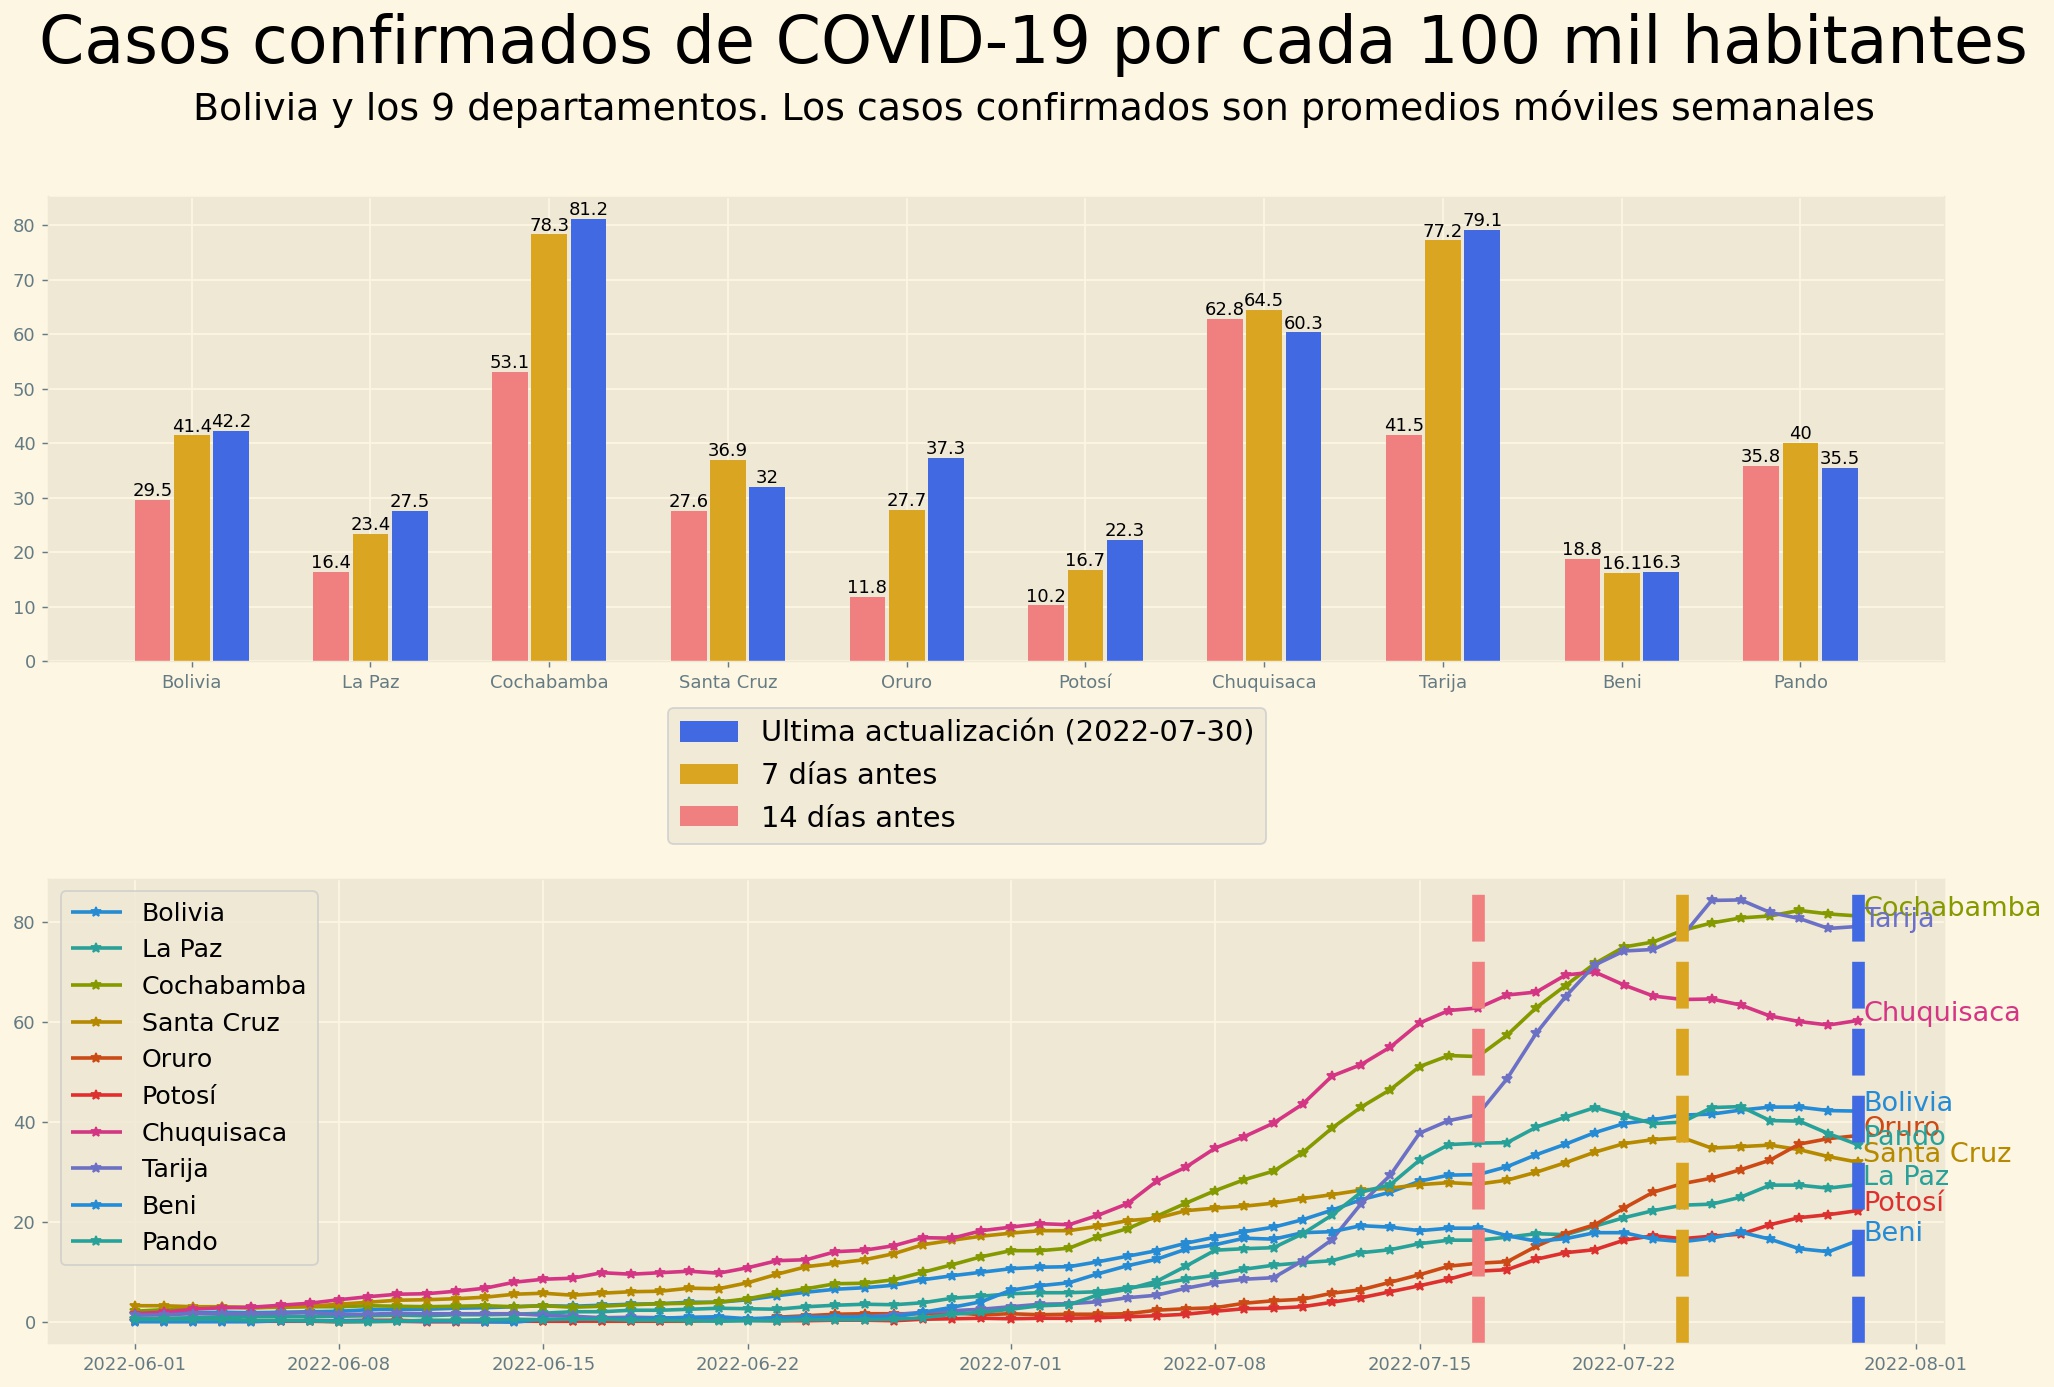 Casos confirmados de COVID-19 por cada 100 mil habitantes
Bolivia y los 9 departamentos. Los casos confirmados son promedios móviles semanales
80
70
60
50
40
30
20
10
0
29.5 41.4 42.2
16.4 23.4 27.5
53.1 78.3 81.2
27.6 36.9 32
11.8 27.7 37.3
10.2 16.7 22.3
62.8 64.5 60.3
41.5 77.2 79.1
18.8 16.1 16.3
35.8 40 35.5
Bolivia La Paz Cochabamba Santa Cruz Oruro Potosí Chuquisaca Tarija Beni Pando
Ultima actualización (2022-07-30)
7 días antes
14 días antes
80
60
40
20
0
Bolivia
La Paz
Cochabamba
Santa Cruz
Oruro
Potosí
Chuquisaca
Tarija
Beni
Pando
Cochabamba
Tarija
Chuquisaca
Bolivia
Oruro
Pando
Santa Cruz
La Paz
Potosí
Beni
2022-06-01 2022-06-08 2022-06-15 2022-06-22 2022-07-01 2022-07-08 2022-07-15 2022-07-22 2022-08-01